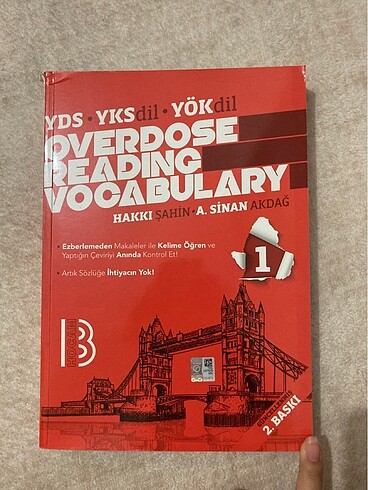 YDS • YKSdil • YÖKdil
OVERDOSE
READING
VOCABULARY
HAKKI ŞAHİN • A. SİNAN AKDAĞ
1
• Ezberlemeden Makaleler ile Kelime Öğren ve
Yaptığın Çeviriyi Anında Kontrol Et!
• Artık Sözlüğe İhtiyacın Yok!
B
2. BASKI